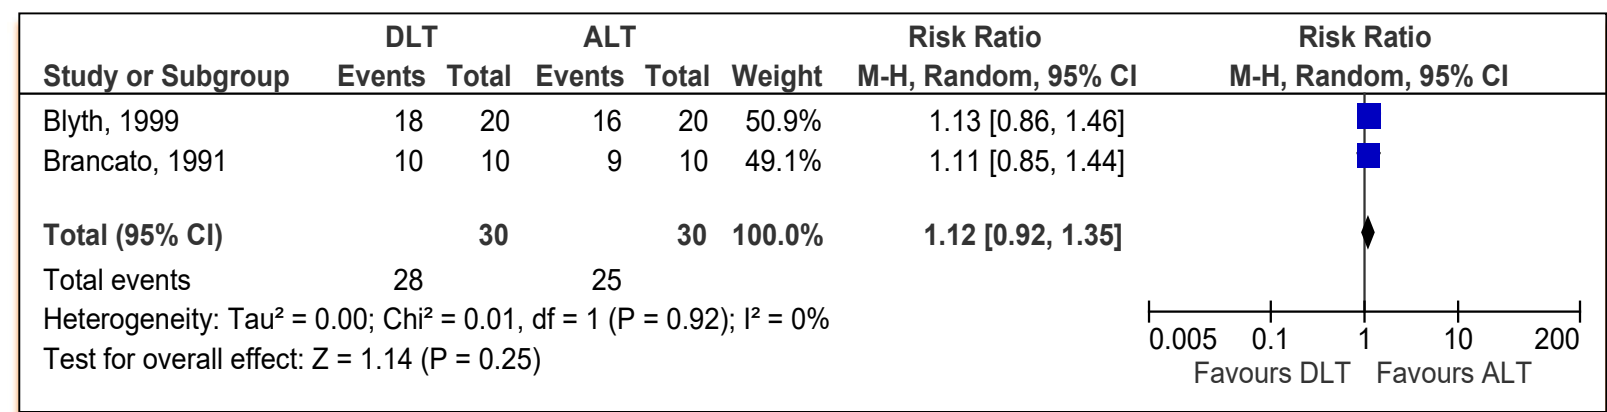 DLT ALT Risk Ratio Risk Ratio
Study or Subgroup Events Total Events Total Weight M-H, Random, 95% CI M-H, Random, 95% CI
Blyth, 1999 18 20 16 20 50.9% 1.13 [0.86, 1.46]
Brancato, 1991 10 10 9 10 49.1% 1.11 [0.85, 1.44]
Total (95% CI) 30 30 100.0% 1.12 [0.92, 1.35]
Total events 28 25
Heterogeneity: Tau² = 0.00; Chi² = 0.01, df = 1 (P = 0.92); I² = 0%
Test for overall effect: Z = 1.14 (P = 0.25)
0.005 0.1 1 10 200
Favours DLT Favours ALT